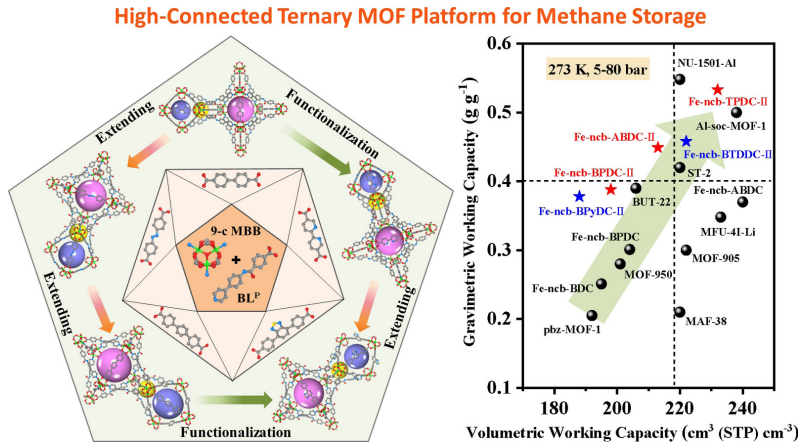 High-Connected Ternary MOF Platform for Methane Storage
Extending
Functionalization
Extending
Extending
Functionalization
9-c MBB
+
BLᴾ
273 K, 5-80 bar
NU-1501-Al
Fe-ncb-TPDC-II
Al-soc-MOF-1
Fe-ncb-ABDC-II
Fe-ncb-BTDDC-II
ST-2
Fe-ncb-BPDC-II
Fe-ncb-ABDC
BUT-22
Fe-ncb-BPyDC-II
MFU-4I-Li
Fe-ncb-BPDC
MOF-905
MOF-950
Fe-ncb-BDC
pbz-MOF-1
MAF-38
Gravimetric Working Capacity (g g⁻¹)
0.6
0.5
0.4
0.3
0.2
0.1
180 200 220 240
Volumetric Working Capacity (cm³ (STP) cm⁻³)